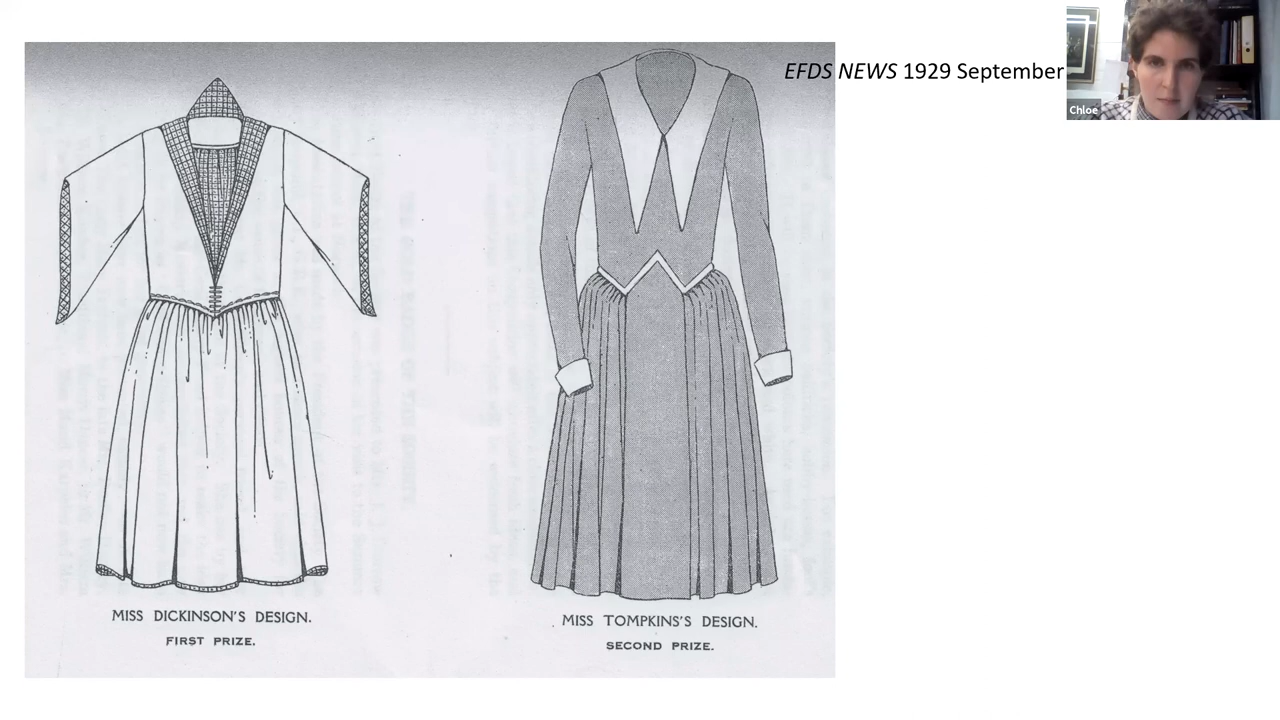 EFDS NEWS 1929 September
Chloe
MISS DICKINSON'S DESIGN.
FIRST PRIZE.
MISS TOMPKINS'S DESIGN.
SECOND PRIZE.